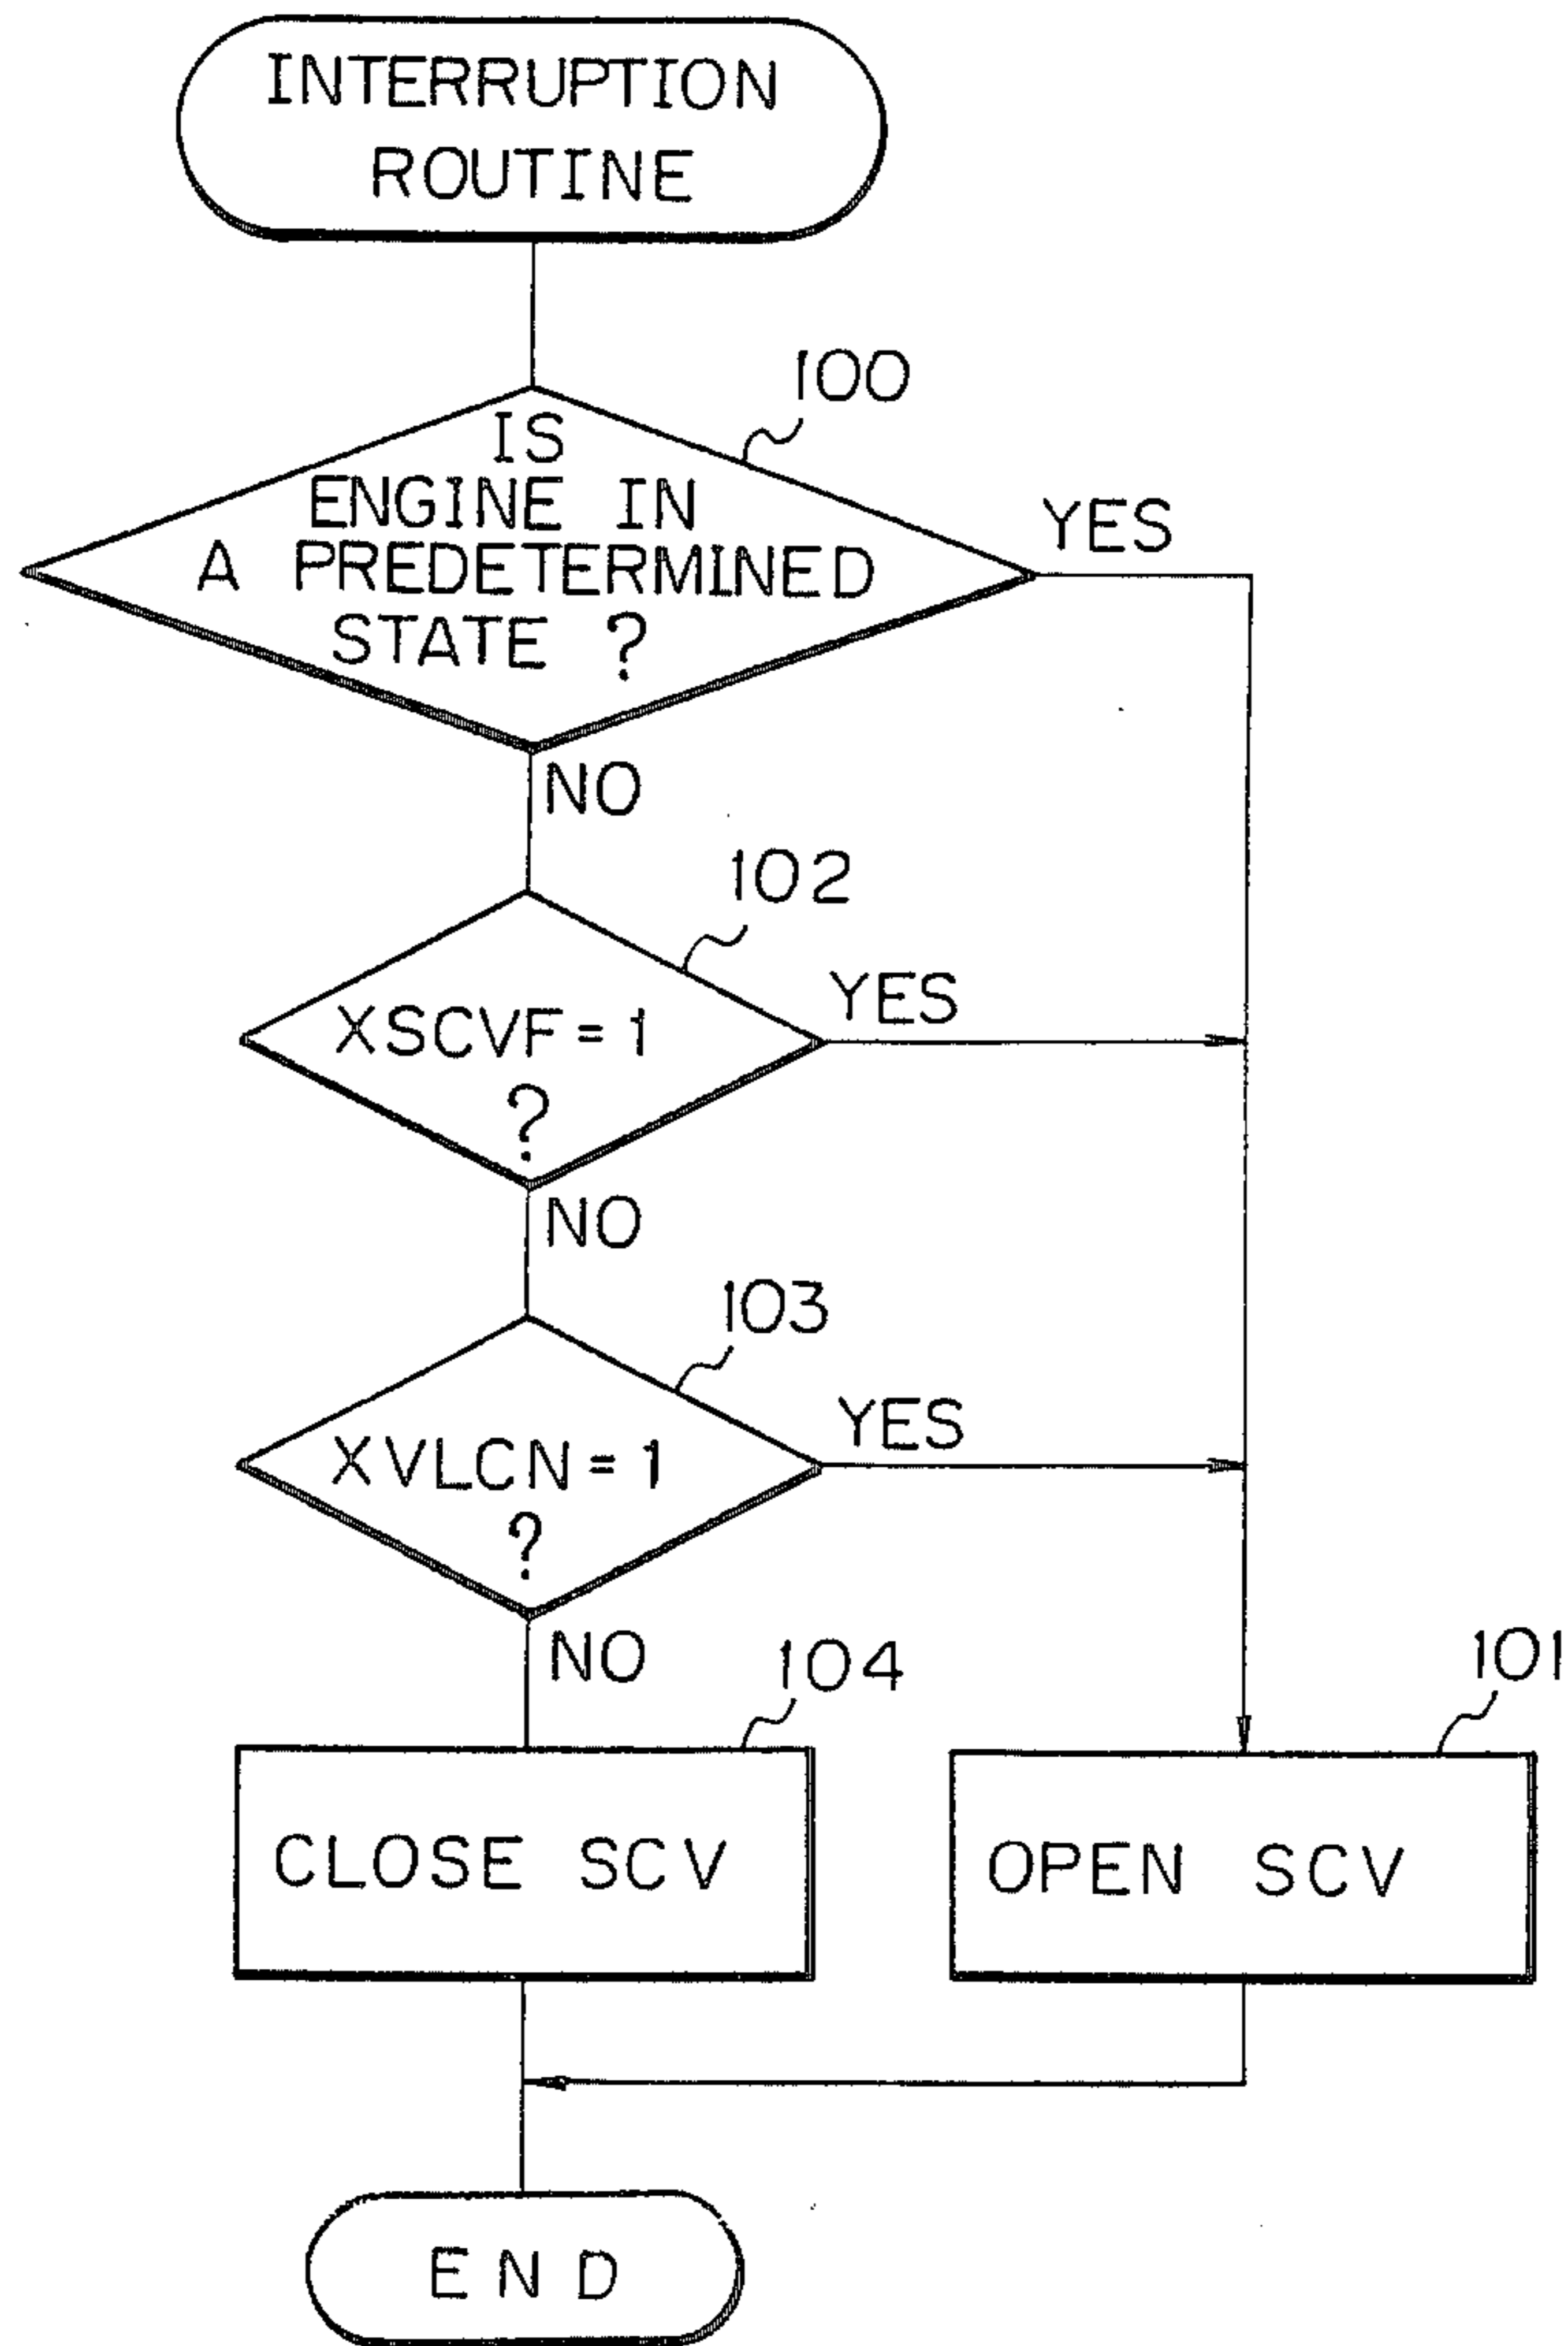 INTERRUPTION
ROUTINE
100
IS
ENGINE IN
A PREDETERMINED
STATE ?
YES
NO
102
XSCVF = 1
?
YES
NO
103
XVLCN = 1
?
YES
NO
104
101
CLOSE SCV
OPEN SCV
END